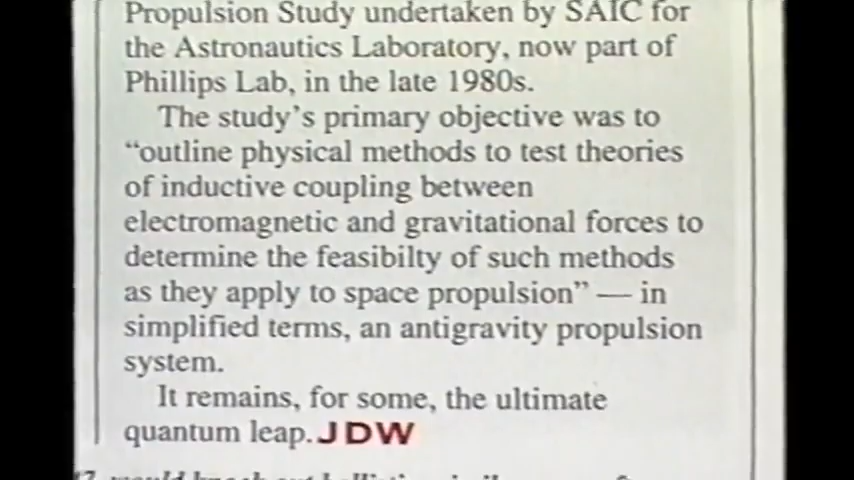 Propulsion Study undertaken by SAIC for
the Astronautics Laboratory, now part of
Phillips Lab, in the late 1980s.
The study's primary objective was to
“outline physical methods to test theories
of inductive coupling between
electromagnetic and gravitational forces to
determine the feasibilty of such methods
as they apply to space propulsion” — in
simplified terms, an antigravity propulsion
system.
It remains, for some, the ultimate
quantum leap. JDW